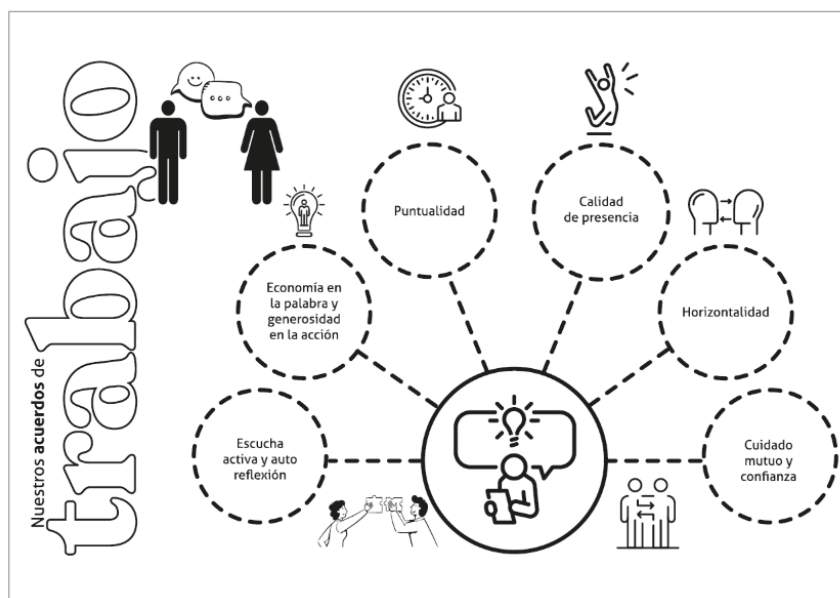 Nuestros acuerdos de
trabajo
Puntualidad
Calidad
de presencia
Economía en
la palabra y
generosidad
en la acción
Horizontalidad
Escucha
activa y auto
reflexión
Cuidado
mutuo y
confianza